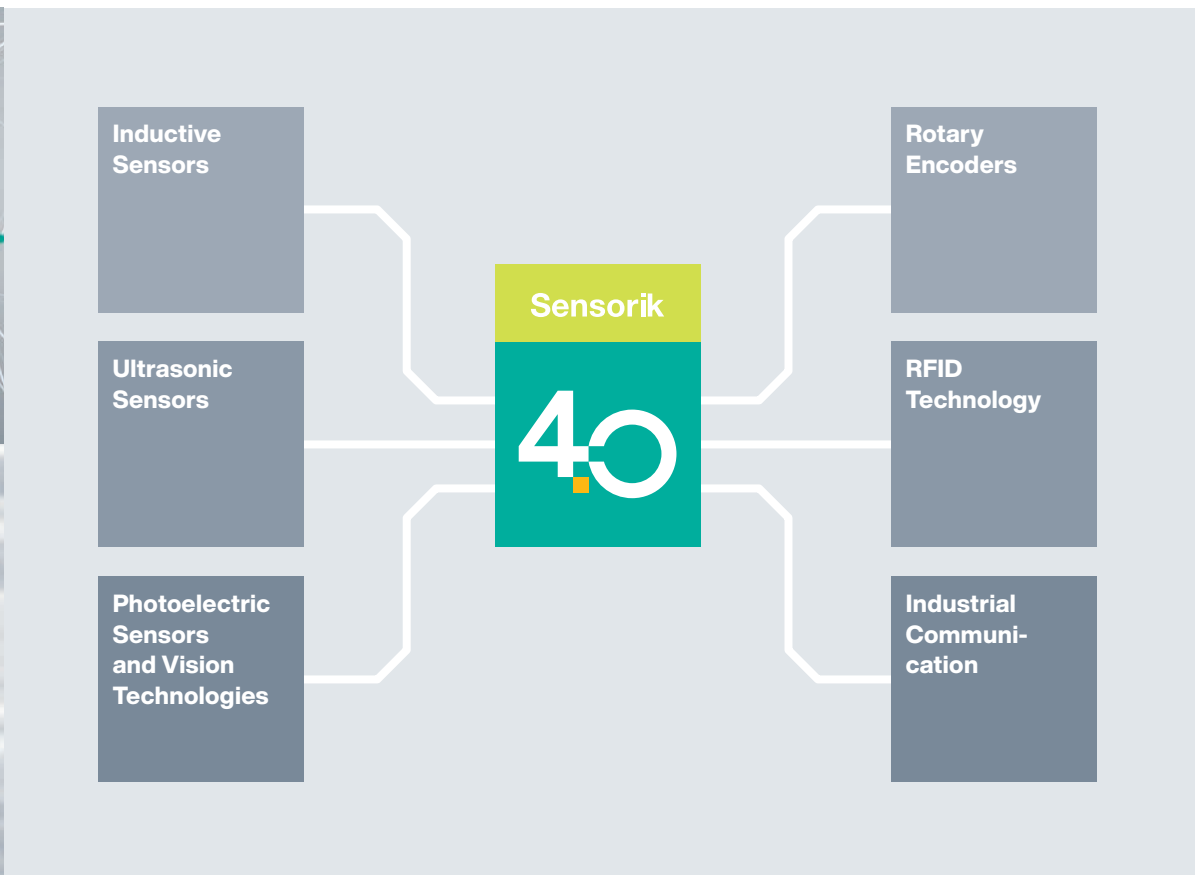 Inductive
Sensors
Ultrasonic
Sensors
Photoelectric
Sensors
and Vision
Technologies
Sensorik
4.0
Rotary
Encoders
RFID
Technology
Industrial
Communi-
cation